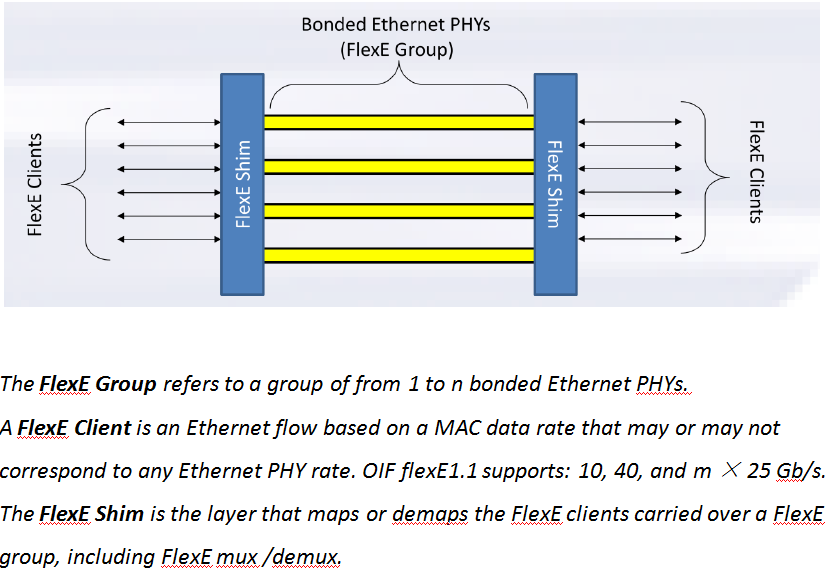 Bonded Ethernet PHYs
(FlexE Group)
FlexE Clients
FlexE Shim
FlexE Shim
FlexE Clients
The FlexE Group refers to a group of from 1 to n bonded Ethernet PHYs.
A FlexE Client is an Ethernet flow based on a MAC data rate that may or may not
correspond to any Ethernet PHY rate. OIF flexE1.1 supports: 10, 40, and m × 25 Gb/s.
The FlexE Shim is the layer that maps or demaps the FlexE clients carried over a FlexE
group, including FlexE mux /demux.